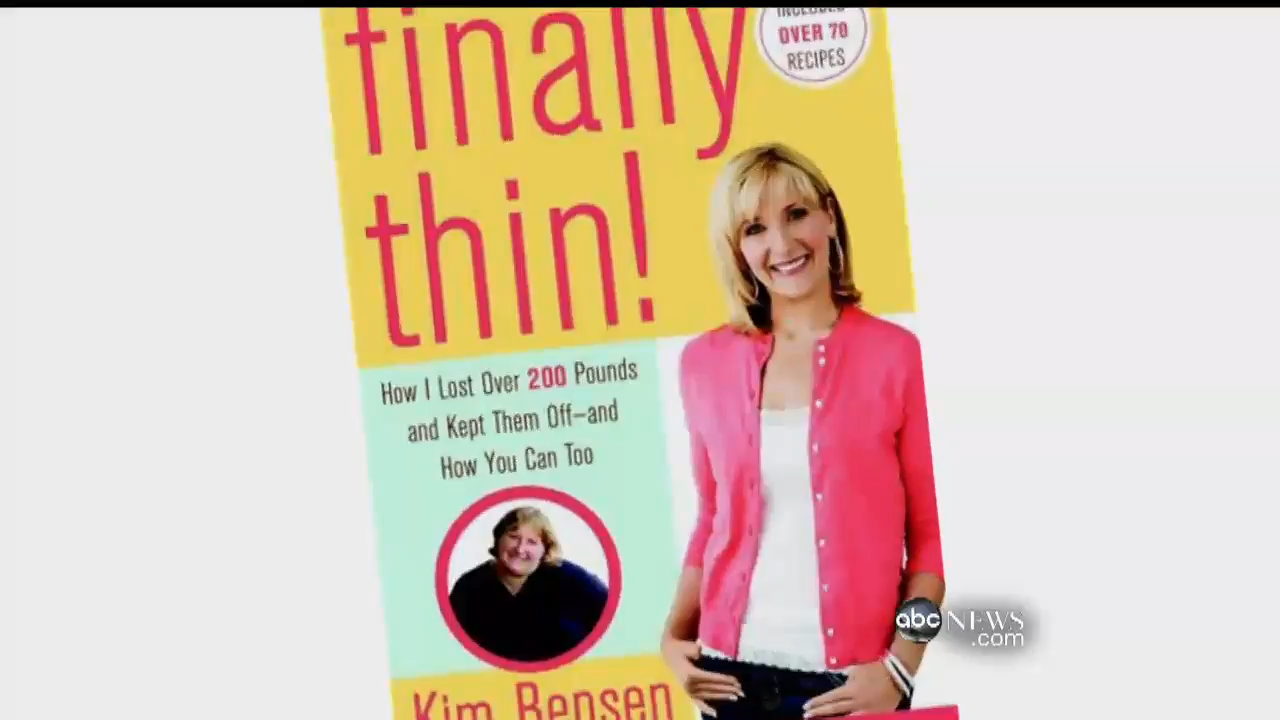 finally
INCLUDES
OVER 70
RECIPES
thin!
How I Lost Over 200 Pounds
and Kept Them Off—and
How You Can Too
Kim Bensen
abc NEWS
.com